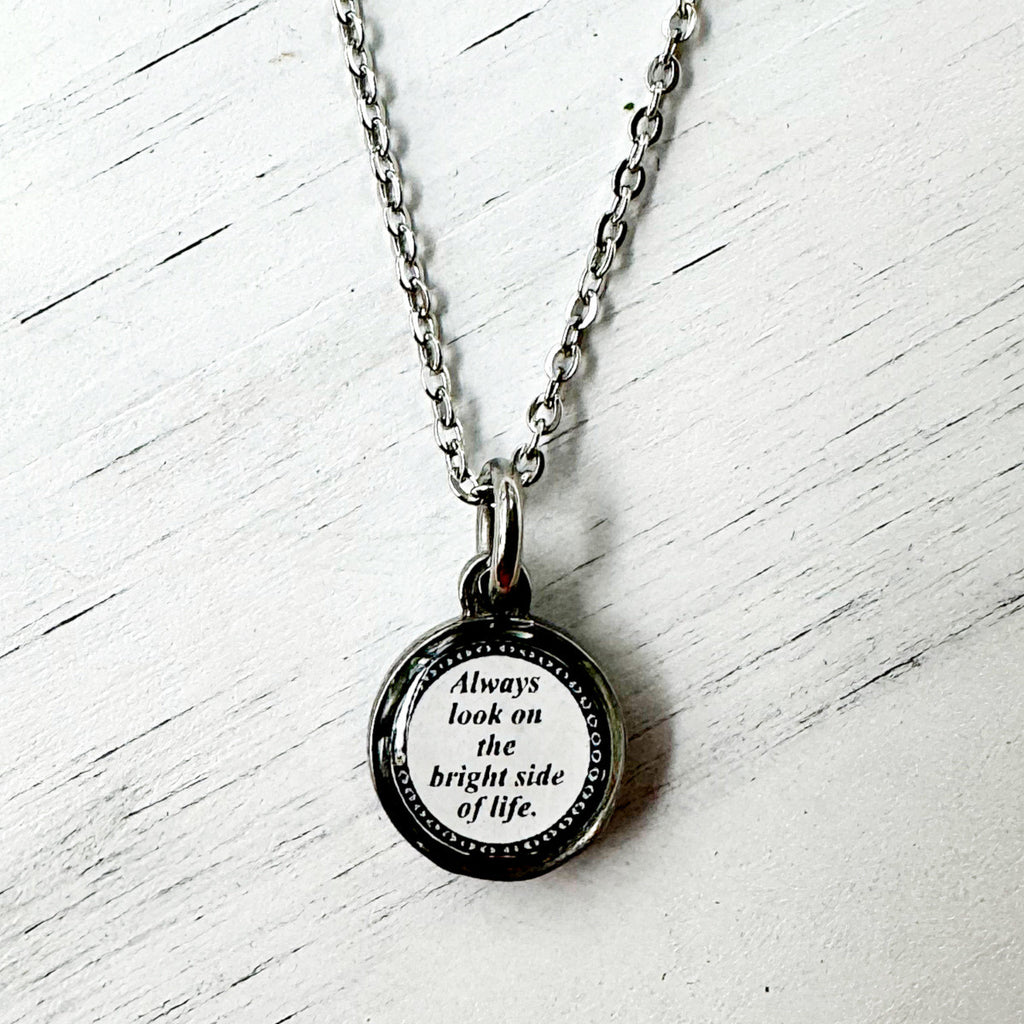 Always
look on
the
bright side
of life.